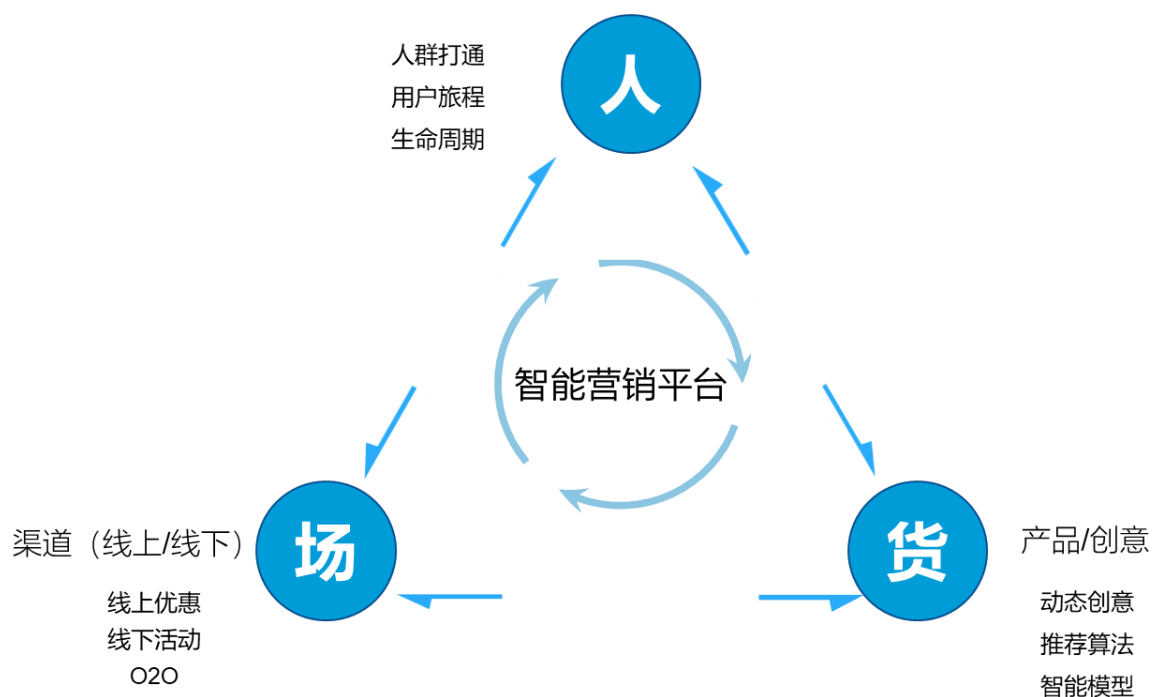 人群打通
用户旅程
生命周期
人
智能营销平台
渠道（线上/线下）
线上优惠
线下活动
O2O
场
货
产品/创意
动态创意
推荐算法
智能模型